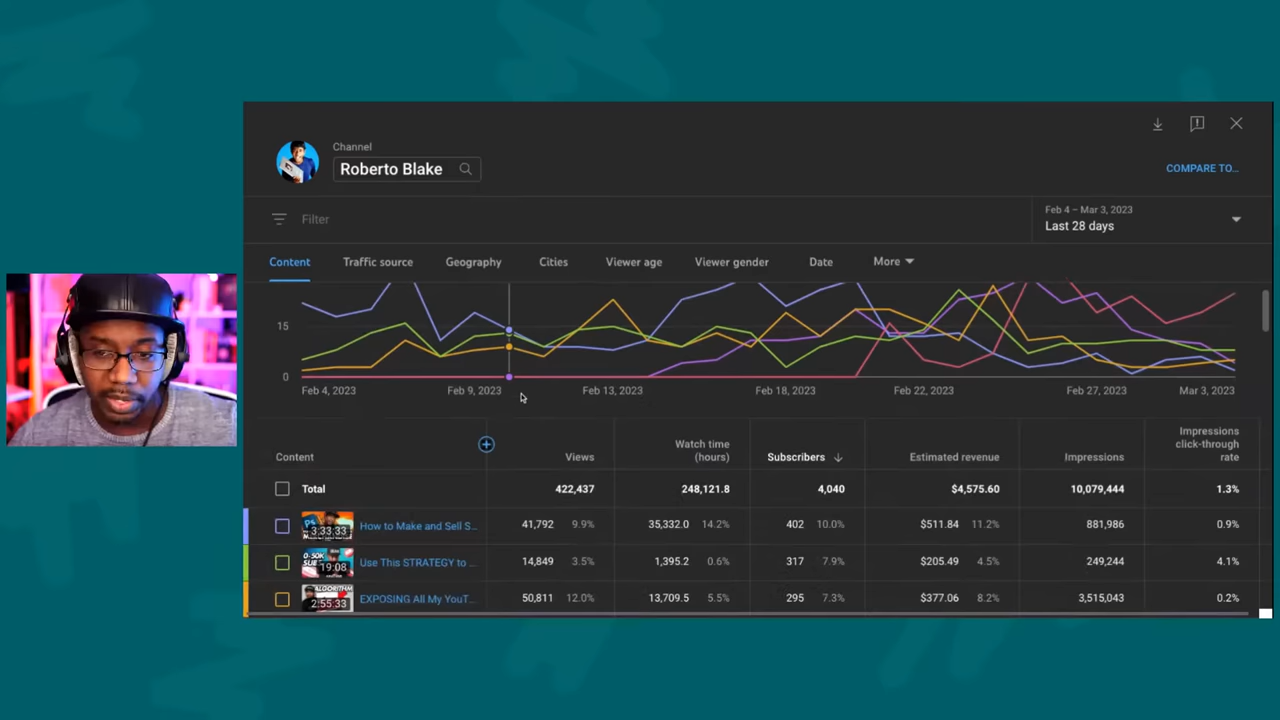 Channel
Roberto Blake
COMPARE TO...
Filter
Feb 4 – Mar 3, 2023
Last 28 days
Content Traffic source Geography Cities Viewer age Viewer gender Date More
15
0
Feb 4, 2023 Feb 9, 2023 Feb 13, 2023 Feb 18, 2023 Feb 22, 2023 Feb 27, 2023 Mar 3, 2023
Content Views Watch time (hours) Subscribers Estimated revenue Impressions Impressions click-through rate
Total 422,437 248,121.8 4,040 $4,575.60 10,079,444 1.3%
3:33:33 How to Make and Sell S... 41,792 9.9% 35,332.0 14.2% 402 10.0% $511.84 11.2% 881,986 0.9%
0-50K
19:08 Use This STRATEGY to ... 14,849 3.5% 1,395.2 0.6% 317 7.9% $205.49 4.5% 249,244 4.1%
ALGORITHM
2:55:33 EXPOSING All My YouT... 50,811 12.0% 13,709.5 5.5% 295 7.3% $377.06 8.2% 3,515,043 0.2%